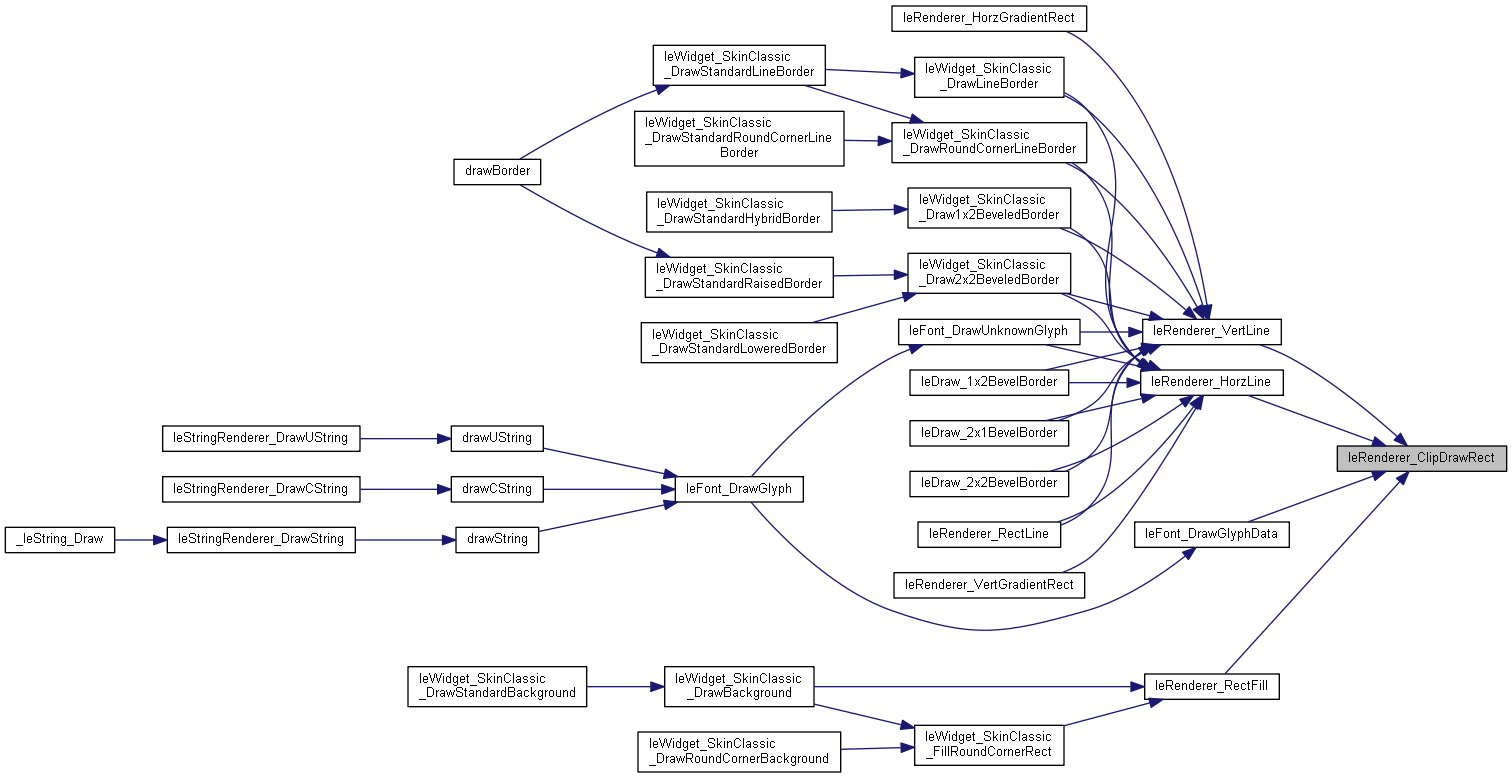 leRenderer_HorzGradientRect
leWidget_SkinClassic
_DrawStandardLineBorder
leWidget_SkinClassic
_DrawLineBorder
leWidget_SkinClassic
_DrawStandardRoundCornerLine
Border
leWidget_SkinClassic
_DrawRoundCornerLineBorder
drawBorder
leWidget_SkinClassic
_DrawStandardHybridBorder
leWidget_SkinClassic
_Draw1x2BeveledBorder
leWidget_SkinClassic
_DrawStandardRaisedBorder
leWidget_SkinClassic
_Draw2x2BeveledBorder
leWidget_SkinClassic
_DrawStandardLoweredBorder
leFont_DrawUnknownGlyph
leRenderer_VertLine
leDraw_1x2BevelBorder
leRenderer_HorzLine
leDraw_2x1BevelBorder
leStringRenderer_DrawUString
drawUString
leRenderer_ClipDrawRect
leDraw_2x2BevelBorder
leStringRenderer_DrawCString
drawCString
leFont_DrawGlyph
_leString_Draw
leStringRenderer_DrawString
drawString
leRenderer_RectLine
leFont_DrawGlyphData
leRenderer_VertGradientRect
leWidget_SkinClassic
_DrawStandardBackground
leWidget_SkinClassic
_DrawBackground
leRenderer_RectFill
leWidget_SkinClassic
_DrawRoundCornerBackground
leWidget_SkinClassic
_FillRoundCornerRect